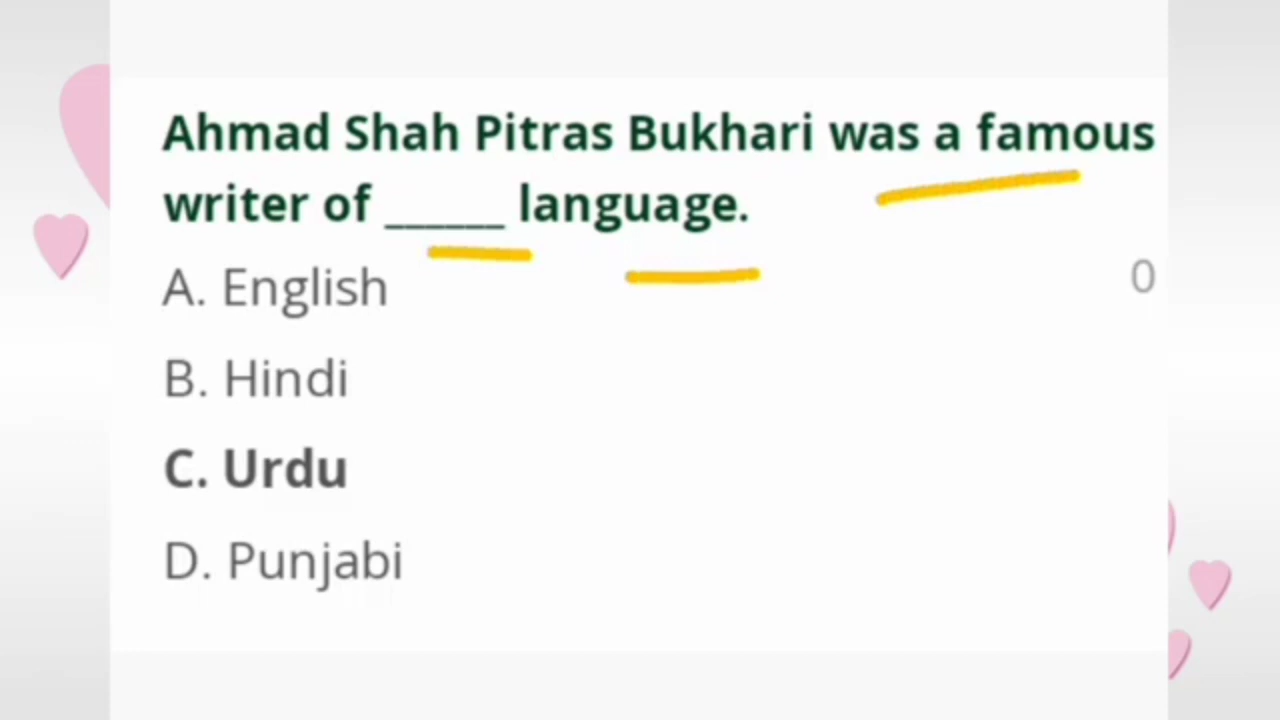 Ahmad Shah Pitras Bukhari was a famous
writer of ______ language.
A. English
0
B. Hindi
C. Urdu
D. Punjabi